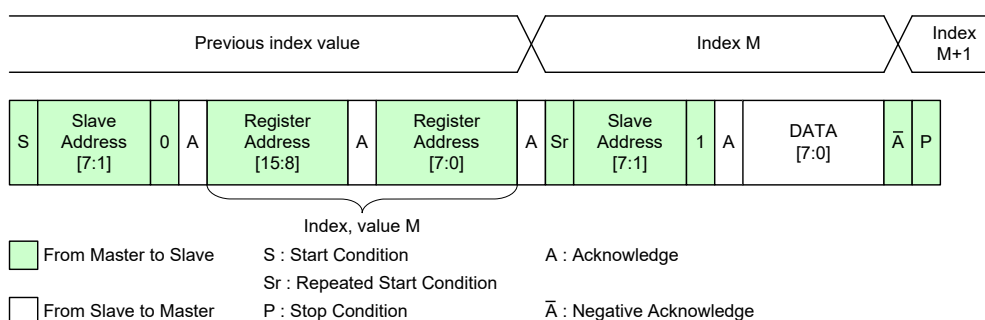 Previous index value Index M Index
M+1
S Slave
Address
[7:1] 0 A Register
Address
[15:8] A Register
Address
[7:0] A Sr Slave
Address
[7:1] 1 A DATA
[7:0] A̅ P
Index, value M
From Master to Slave S : Start Condition A : Acknowledge
Sr : Repeated Start Condition
From Slave to Master P : Stop Condition A̅ : Negative Acknowledge